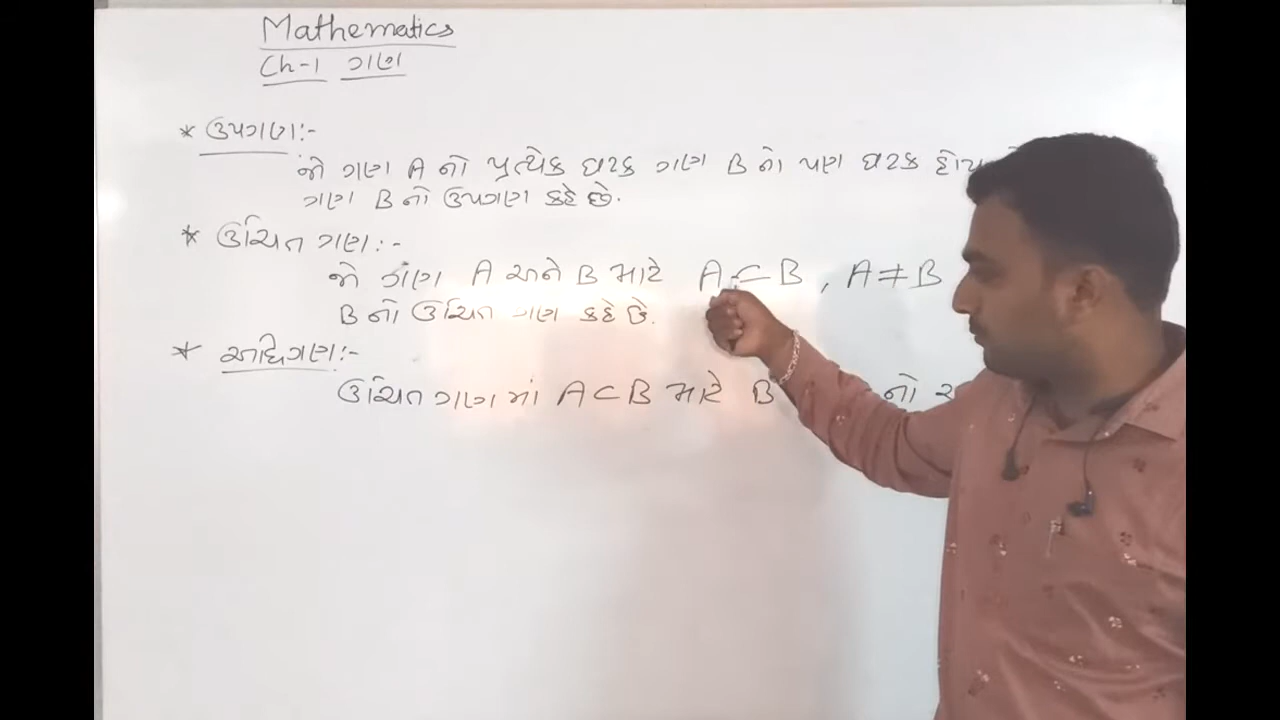 Mathematics
Ch-1 ગણ
* ઉપગણ:-
જો ગણ A નો પ્રત્યેક ઘટક ગણ B નો પણ ઘટક હોય
ગણ B નો ઉપગણ કહે છે.
* ઉચિત ગણ:-
જો ગણ A અને B માટે A ⊂ B , A ≠ B
B નો ઉચિત ગણ કહે છે.
* અધિગણ:-
ઉચિત ગણ માં A ⊂ B માટે B નો